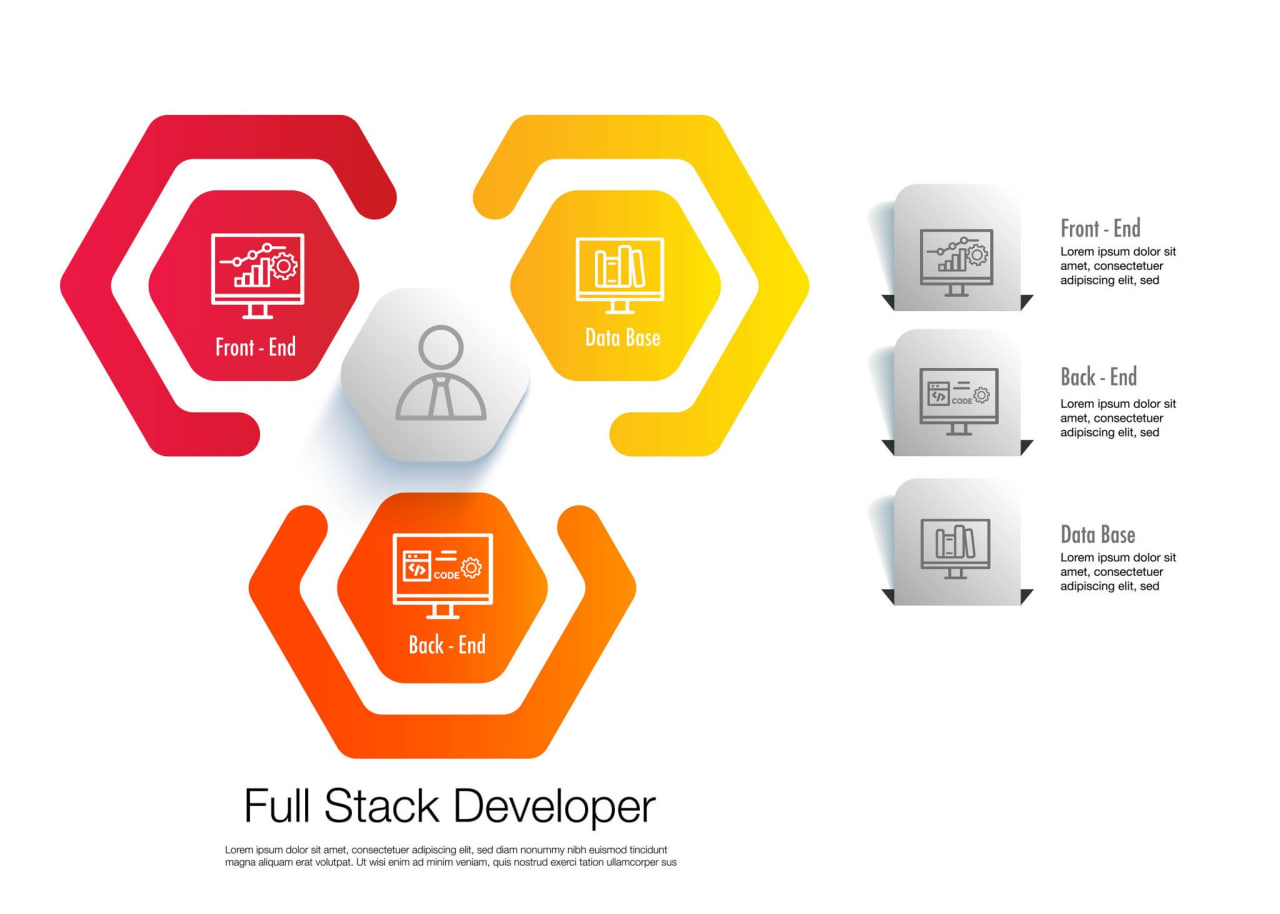 Front - End
Data Base
CODE
Back - End
Full Stack Developer
Lorem ipsum dolor sit amet, consectetuer adipiscing elit, sed diam nonummy nibh euismod tincidunt
magna aliquam erat volutpat. Ut wisi enim ad minim veniam, quis nostrud exerci tation ullamcorper sus
Front - End
Lorem ipsum dolor sit
amet, consectetuer
adipiscing elit, sed
CODE
Back - End
Lorem ipsum dolor sit
amet, consectetuer
adipiscing elit, sed
Data Base
Lorem ipsum dolor sit
amet, consectetuer
adipiscing elit, sed